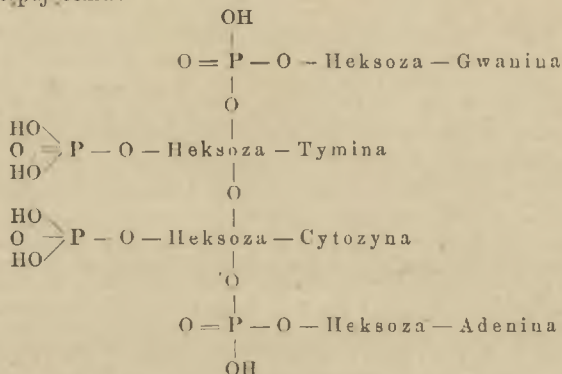 OH
O = P — O — Heksoza — Gwanina
O
HO
O = P — O — Heksoza — Tymina
HO
O
HO
O = P — O — Heksoza — Cytozyna
HO
O
O = P — O — Heksoza — Adenina
OH